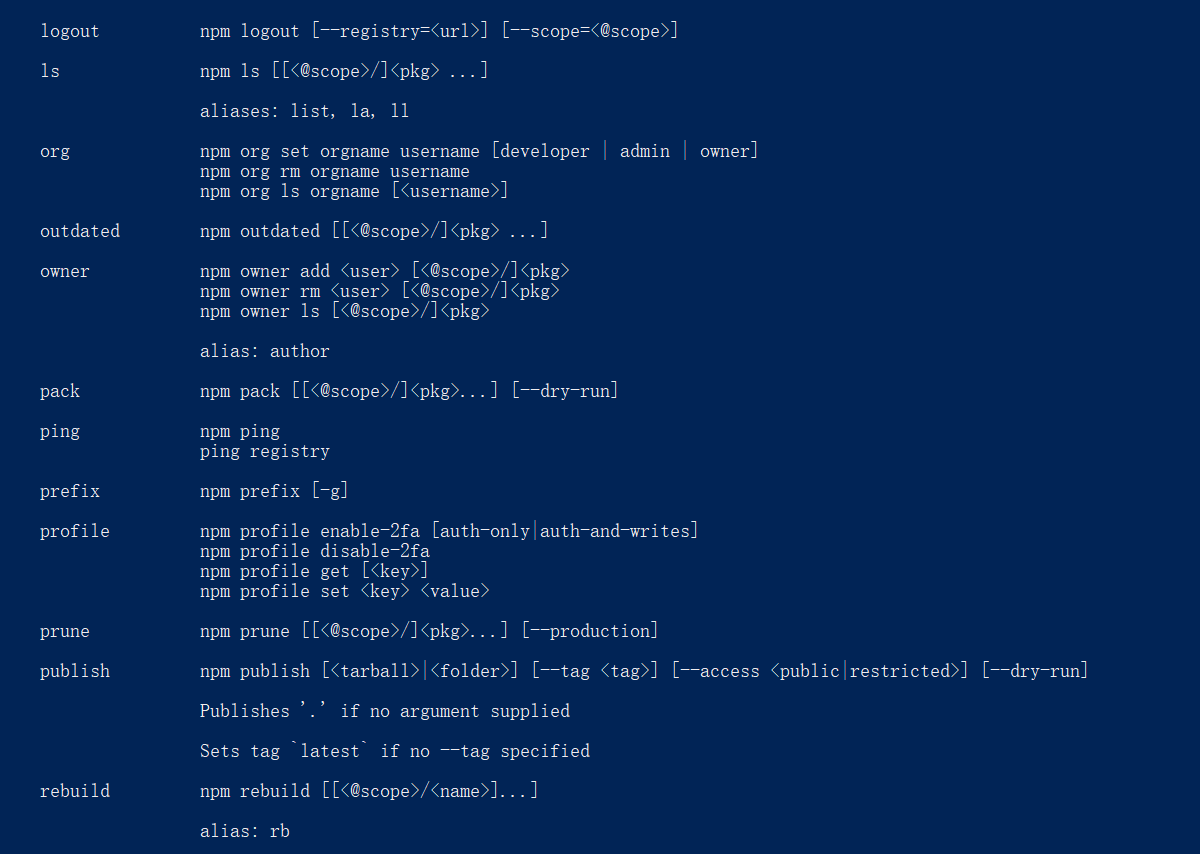 logout npm logout [--registry=<url>] [--scope=<@scope>]
ls npm ls [[<@scope>/]<pkg> ...]
aliases: list, la, ll
org npm org set orgname username [developer | admin | owner]
npm org rm orgname username
npm org ls orgname [<username>]
outdated npm outdated [[<@scope>/]<pkg> ...]
owner npm owner add <user> [<@scope>/]<pkg>
npm owner rm <user> [<@scope>/]<pkg>
npm owner ls [<@scope>/]<pkg>
alias: author
pack npm pack [[<@scope>/]<pkg>...] [--dry-run]
ping npm ping
ping registry
prefix npm prefix [-g]
profile npm profile enable-2fa [auth-only|auth-and-writes]
npm profile disable-2fa
npm profile get [<key>]
npm profile set <key> <value>
prune npm prune [[<@scope>/]<pkg>...] [--production]
publish npm publish [<tarball>|<folder>] [--tag <tag>] [--access <public|restricted>] [--dry-run]
Publishes '.' if no argument supplied
Sets tag `latest` if no --tag specified
rebuild npm rebuild [[<@scope>/<name>]...]
alias: rb